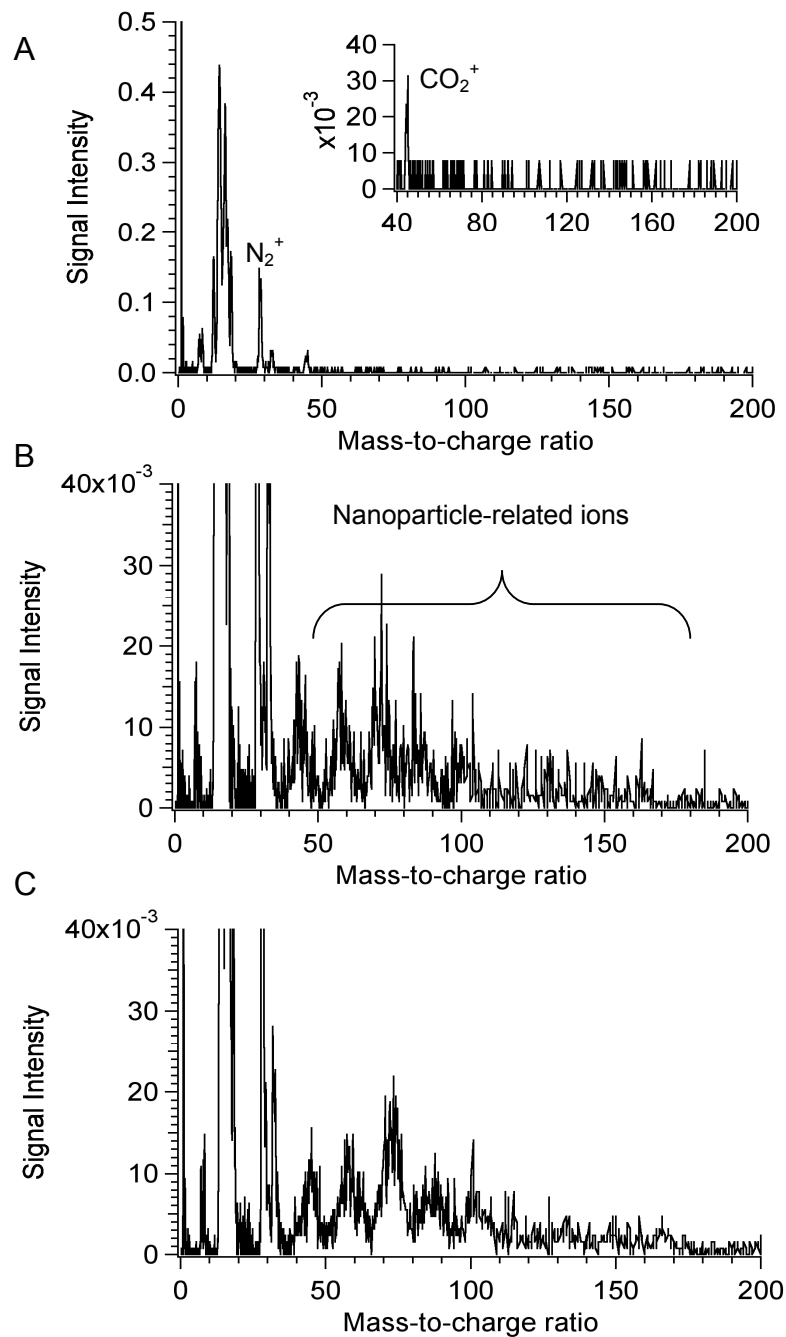 A
0.5
0.4
0.3
0.2
0.1
0.0
Signal Intensity
N₂⁺
0 50 100 150 200
Mass-to-charge ratio
40
30
20
10
0
x10⁻³
CO₂⁺
40 80 120 160 200
B
40x10⁻³
30
20
10
0
Signal Intensity
Nanoparticle-related ions
0 50 100 150 200
Mass-to-charge ratio
C
40x10⁻³
30
20
10
0
Signal Intensity
0 50 100 150 200
Mass-to-charge ratio